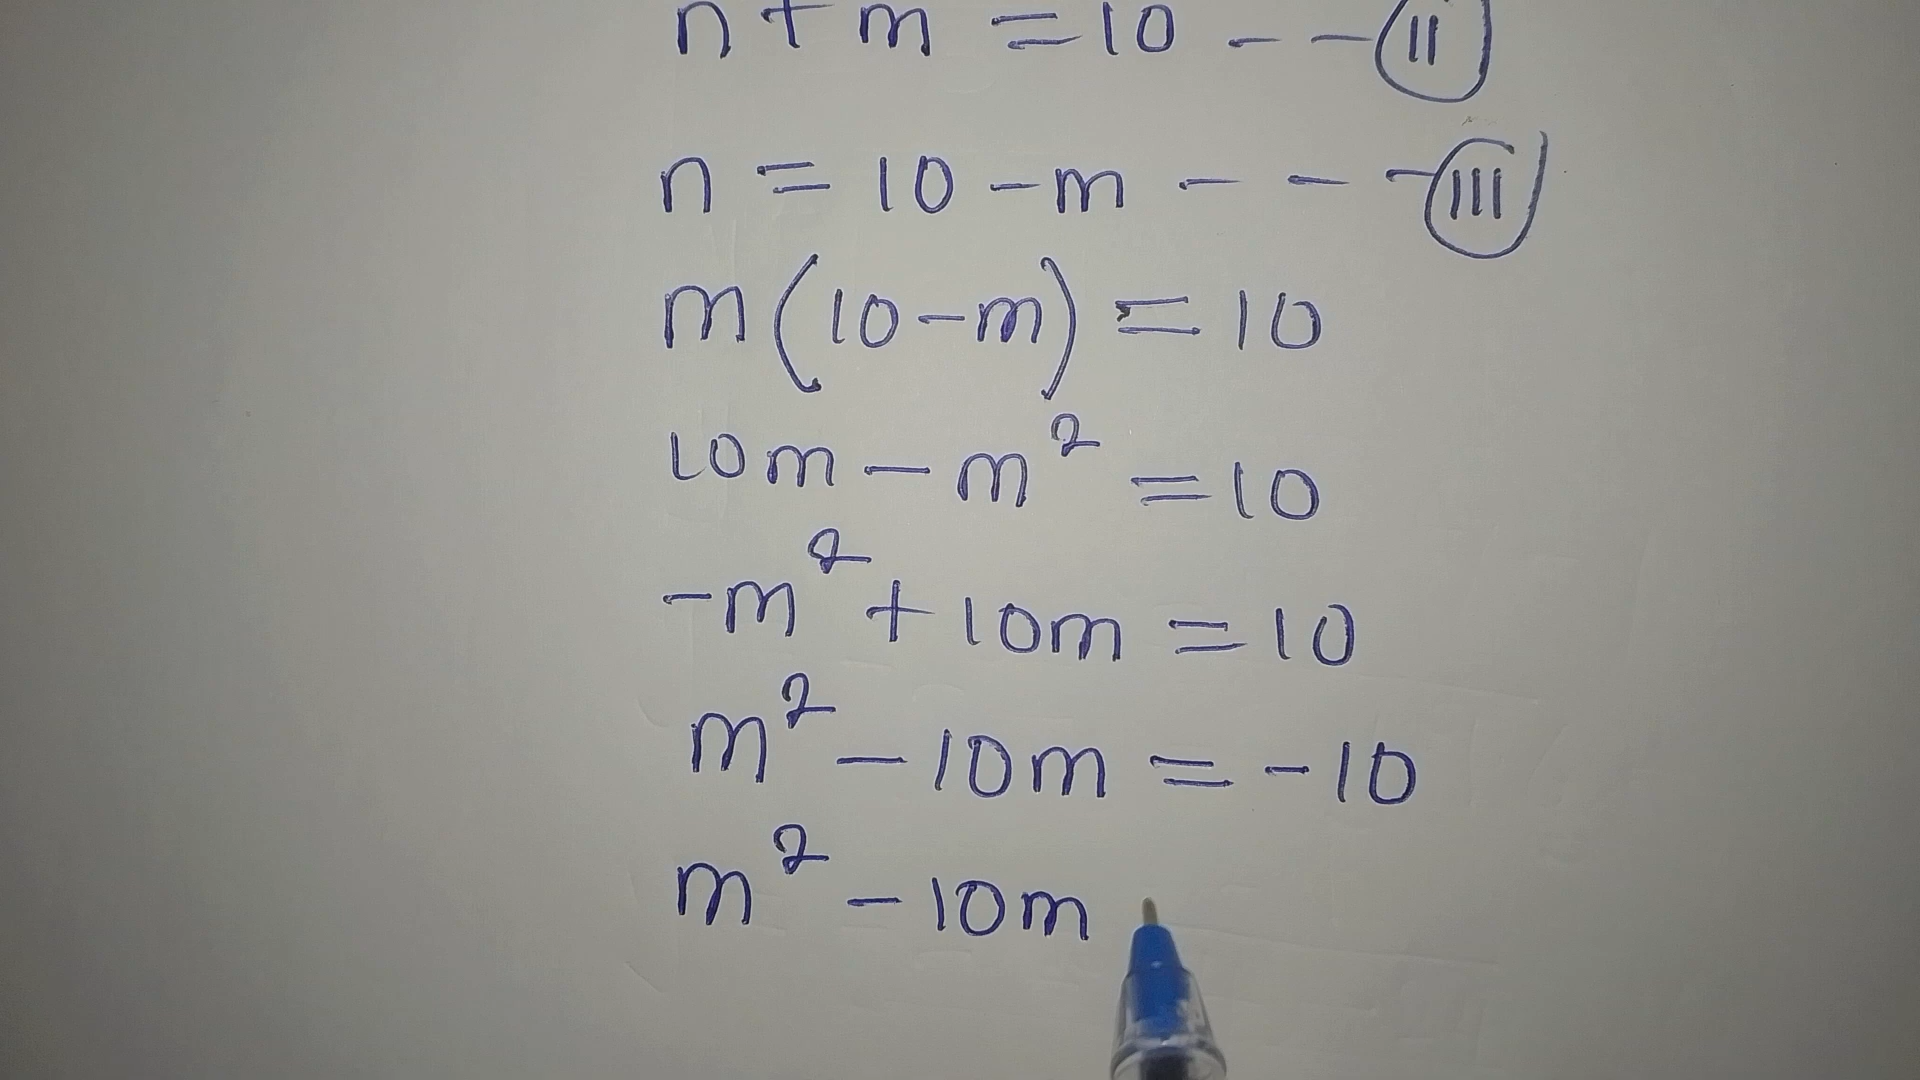 n + m = 10 - - (II)
n = 10 - m - - - (III)
m(10-m) = 10
10m - m² = 10
-m² + 10m = 10
m² - 10m = -10
m² - 10m